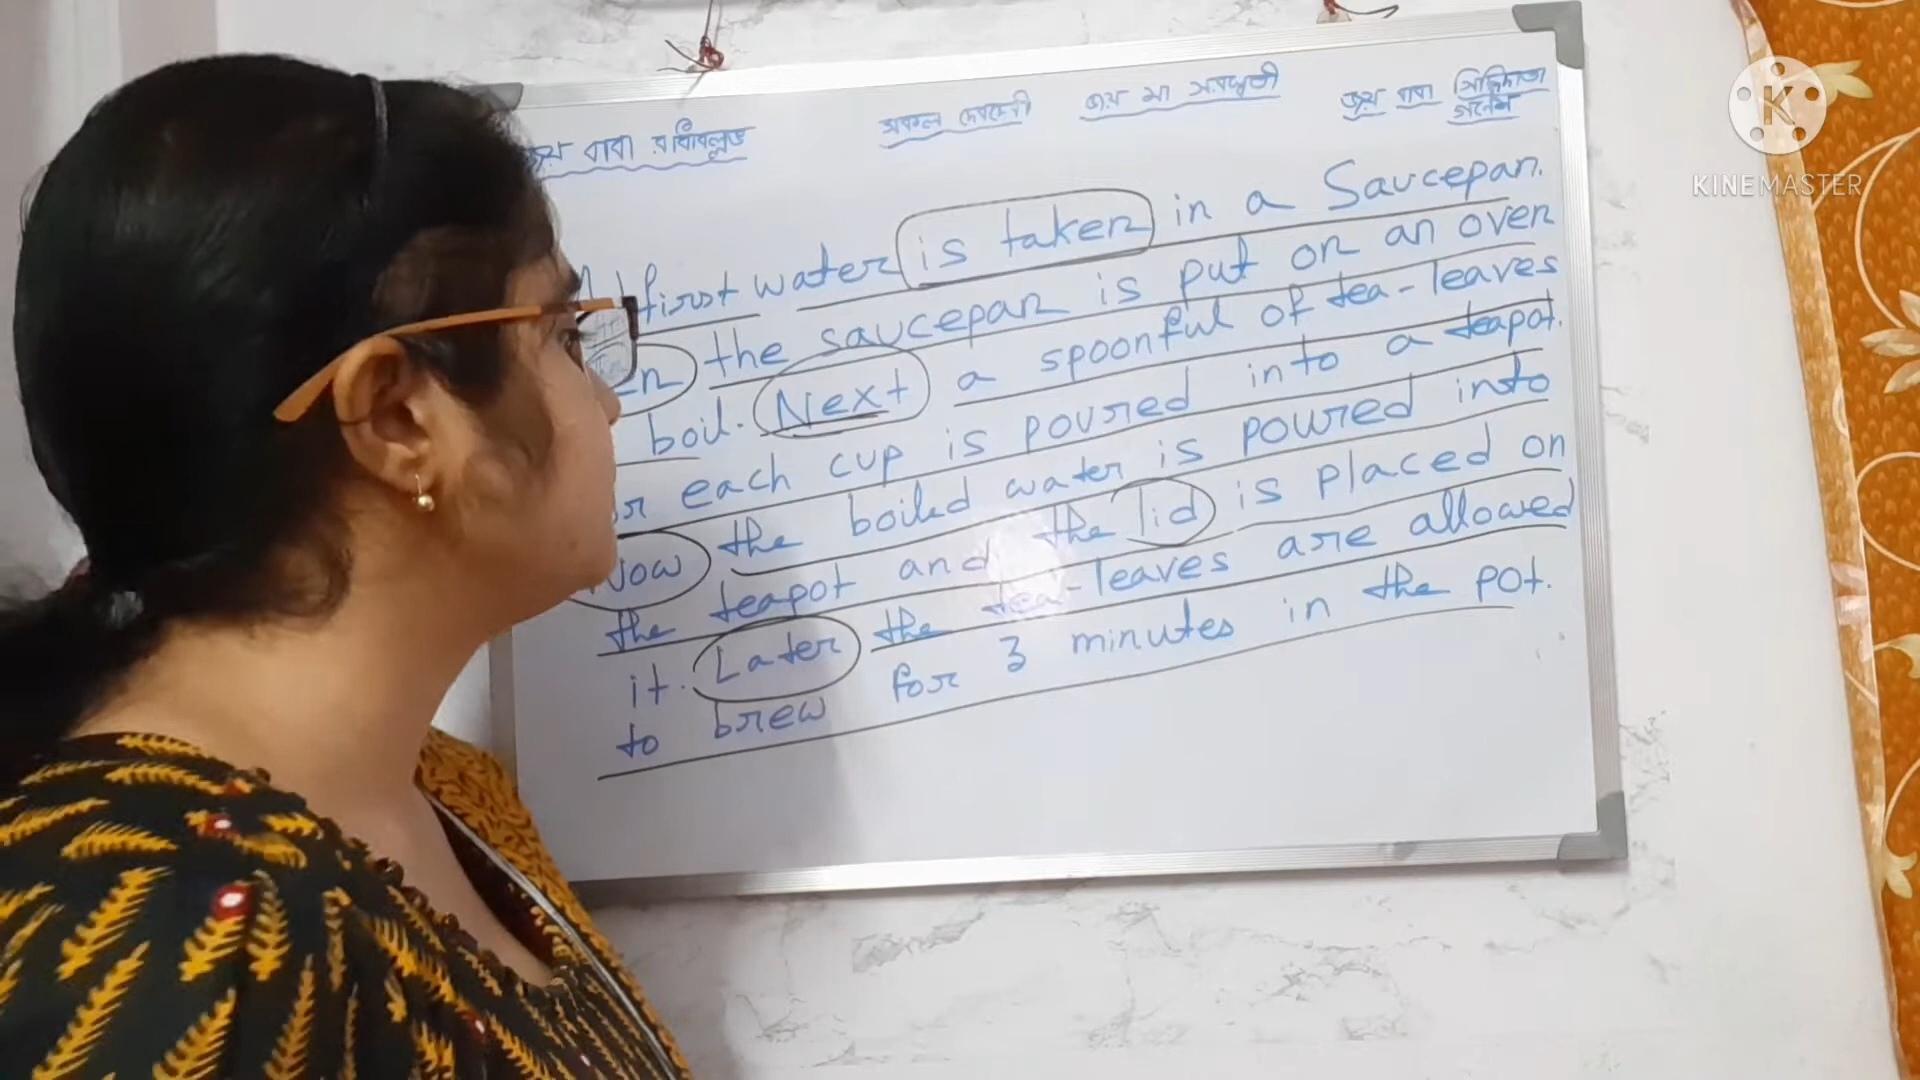 জয় বাবা
সকল দেবদেবী
জয় মা সরস্বতী
জয় বাবা সিদ্ধিদাতা
গনেশ
KINEMASTER
first water is taken in a Saucepan.
the saucepan is put on an oven
boil. Next a spoonful of tea-leaves
each cup is poured into a teapot.
Now the boiled water is poured into
the teapot and the lid is placed on
it. Later the tea-leaves are allowed
to brew for 3 minutes in the pot.